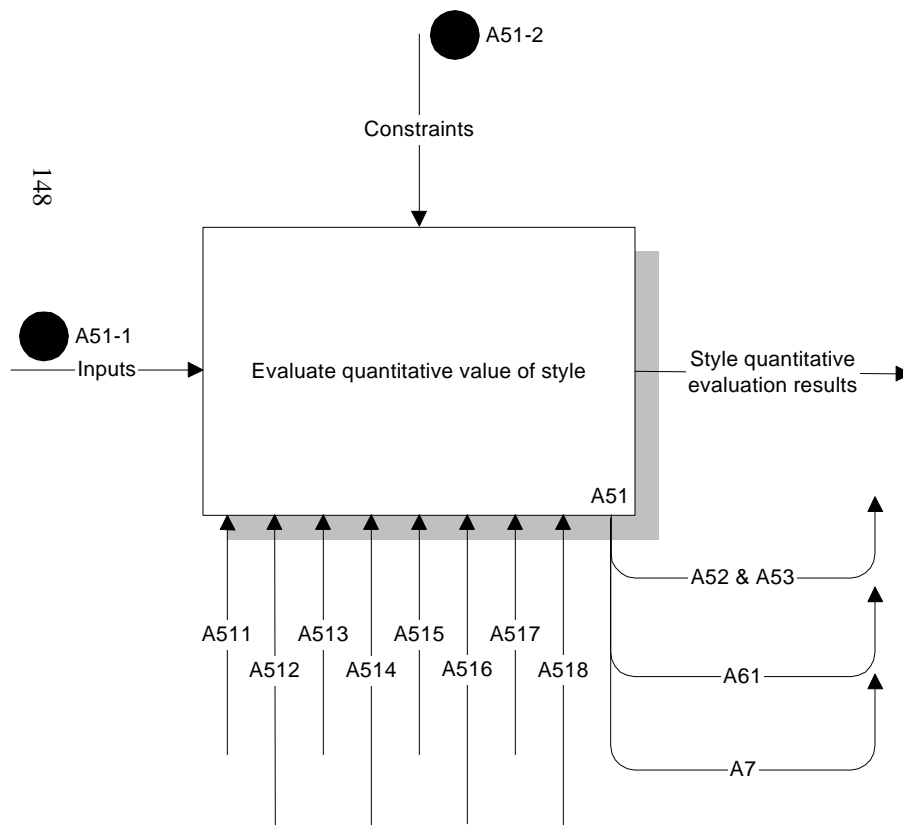 A51-2
Constraints
148
A51-1
Inputs
Evaluate quantitative value of style
Style quantitative
evaluation results
A51
A52 & A53
A511
A513
A515
A517
A512
A514
A516
A518
A61
A7